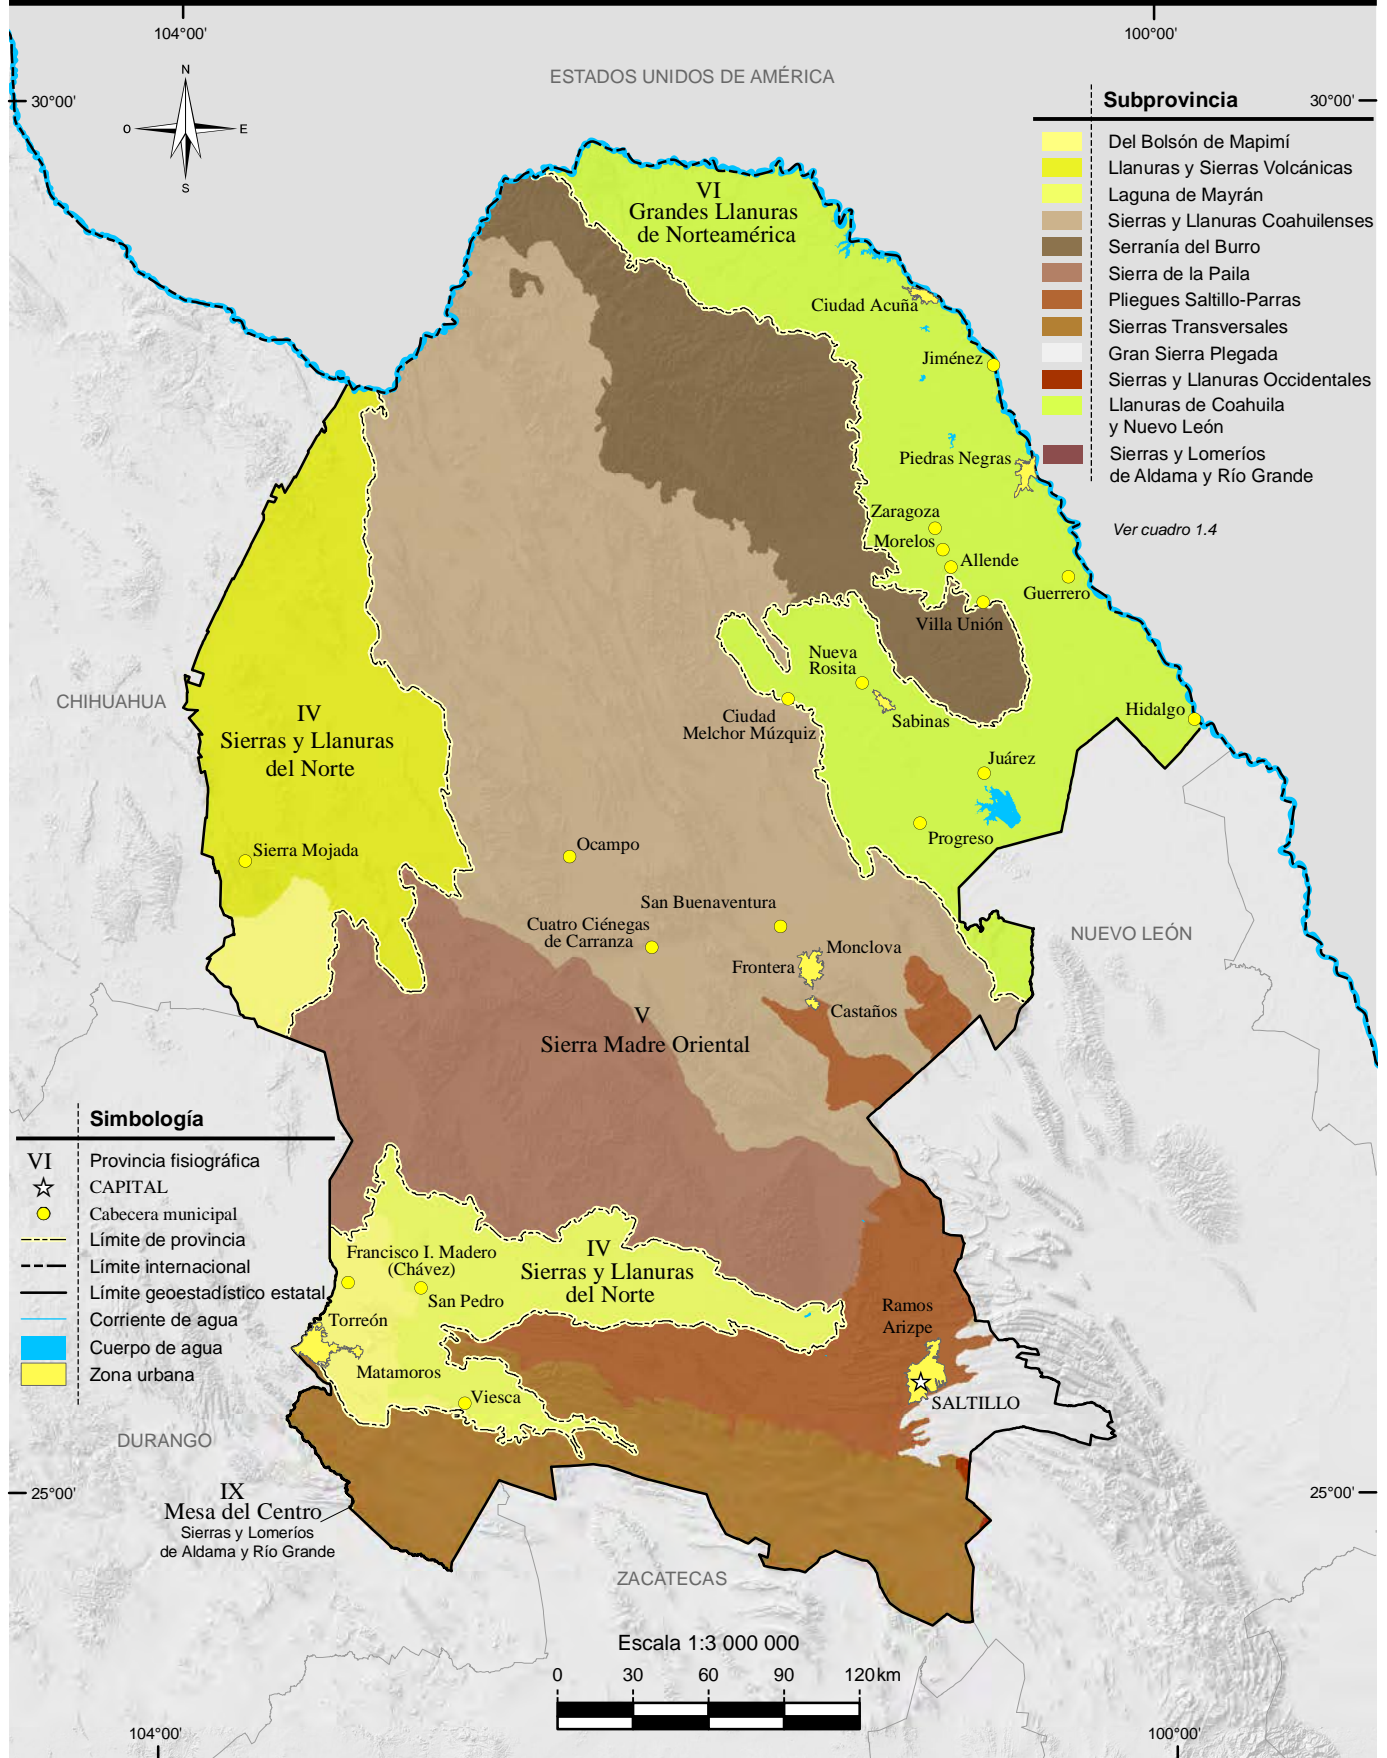 104°00'
100°00'
ESTADOS UNIDOS DE AMÉRICA
N
O
E
S
30°00'
30°00'
Subprovincia
Del Bolsón de Mapimí
Llanuras y Sierras Volcánicas
Laguna de Mayrán
Sierras y Llanuras Coahuilenses
Serranía del Burro
Sierra de la Paila
Pliegues Saltillo-Parras
Sierras Transversales
Gran Sierra Plegada
Sierras y Llanuras Occidentales
Llanuras de Coahuila
y Nuevo León
Sierras y Lomeríos
de Aldama y Río Grande
Ver cuadro 1.4
VI
Grandes Llanuras
de Norteamérica
Ciudad Acuña
Jiménez
Piedras Negras
Zaragoza
Morelos
Allende
Guerrero
Villa Unión
Nueva
Rosita
Sabinas
Ciudad
Melchor Múzquiz
Hidalgo
Juárez
Progreso
CHIHUAHUA
IV
Sierras y Llanuras
del Norte
Sierra Mojada
Ocampo
San Buenaventura
Cuatro Ciénegas
de Carranza
Monclova
Frontera
Castaños
NUEVO LEÓN
V
Sierra Madre Oriental
Simbología
VI Provincia fisiográfica
CAPITAL
Cabecera municipal
Límite de provincia
Límite internacional
Límite geoestadístico estatal
Corriente de agua
Cuerpo de agua
Zona urbana
Francisco I. Madero
(Chávez)
San Pedro
IV
Sierras y Llanuras
del Norte
Torreón
Matamoros
Viesca
Ramos
Arizpe
SALTILLO
DURANGO
IX
Mesa del Centro
Sierras y Lomeríos
de Aldama y Río Grande
25°00'
25°00'
ZACATECAS
Escala 1:3 000 000
0 30 60 90 120 km
104°00'
100°00'